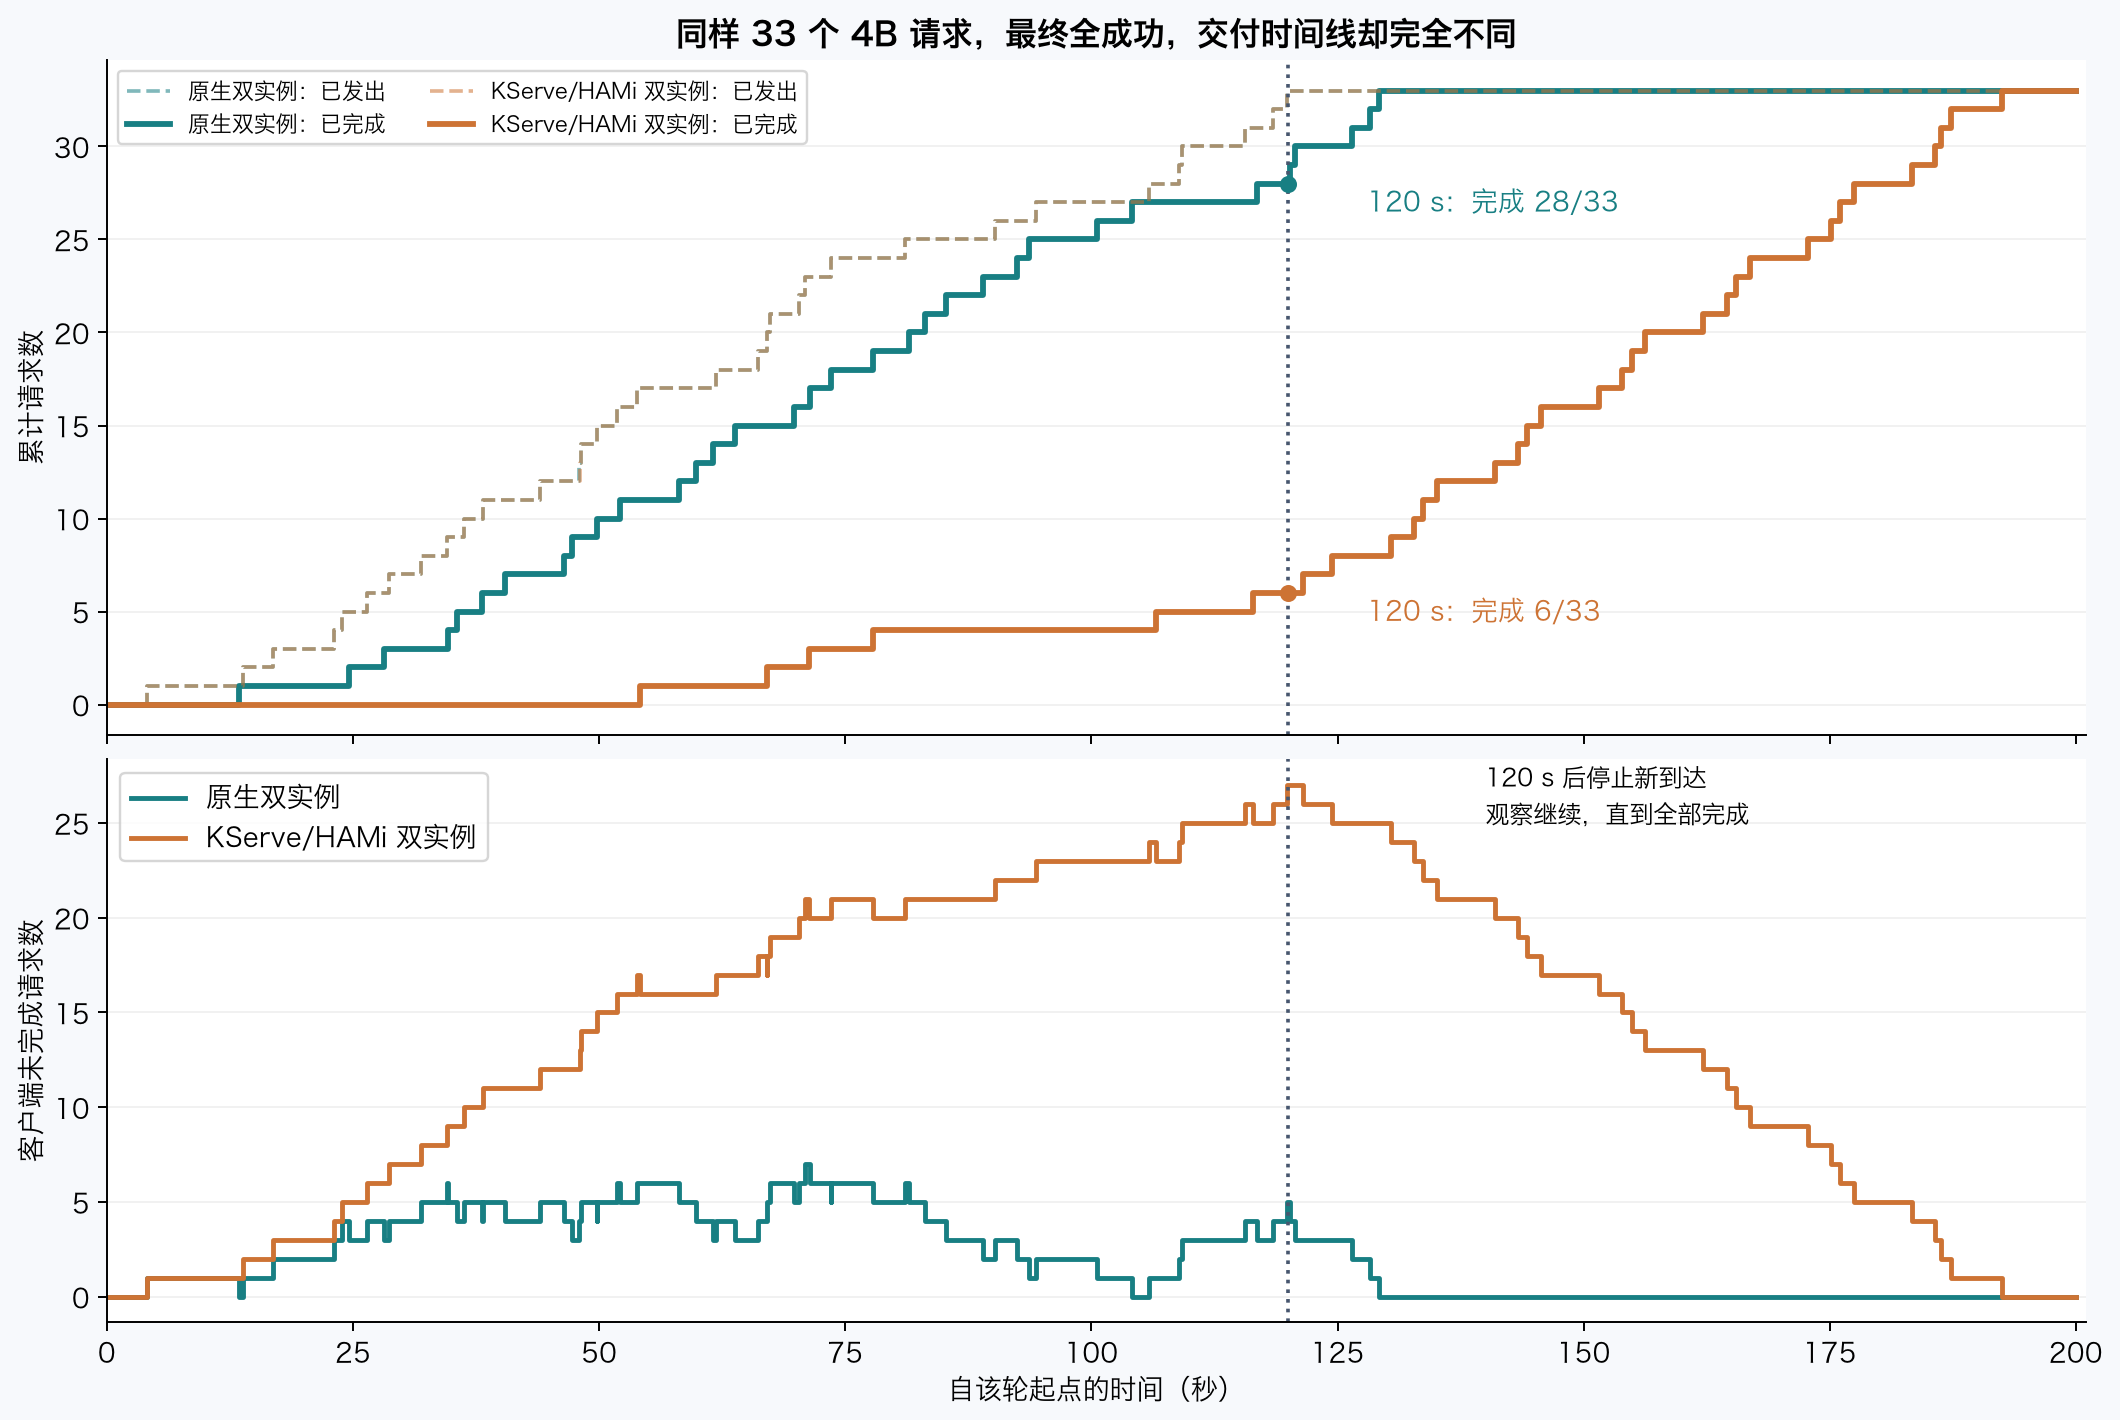 同样 33 个 4B 请求，最终全成功，交付时间线却完全不同
原生双实例：已发出
KServe/HAMi 双实例：已发出
原生双实例：已完成
KServe/HAMi 双实例：已完成
累计请求数
30
25
20
15
10
5
0
120 s：完成 28/33
120 s：完成 6/33
原生双实例
KServe/HAMi 双实例
120 s 后停止新到达
观察继续，直到全部完成
客户端未完成请求数
25
20
15
10
5
0
0 25 50 75 100 125 150 175 200
自该轮起点的时间（秒）